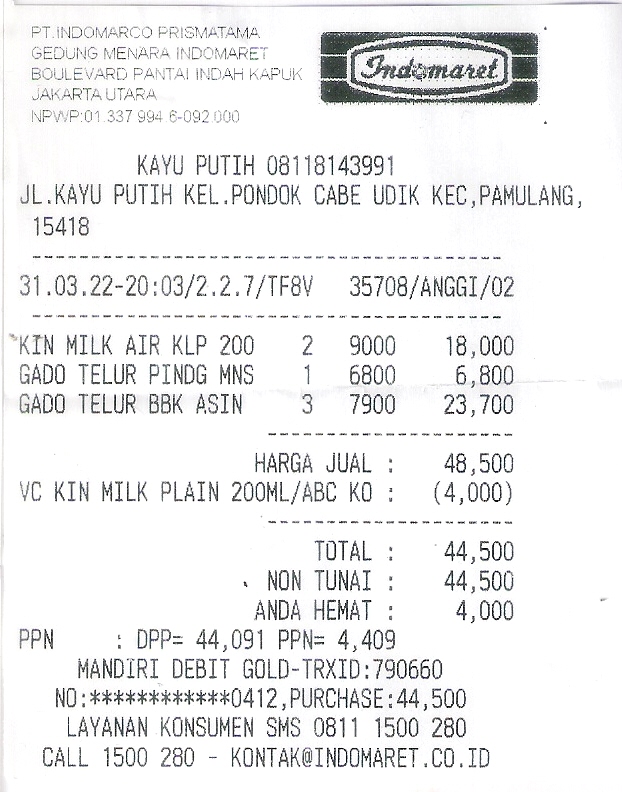 PT.INDOMARCO PRISMATAMA
GEDUNG MENARA INDOMARET
BOULEVARD PANTAI INDAH KAPUK
JAKARTA UTARA
NPWP:01.337.994.6-092.000
Indomaret
KAYU PUTIH 08118143991
JL.KAYU PUTIH KEL.PONDOK CABE UDIK KEC,PAMULANG,
15418
31.03.22-20:03/2.2.7/TF8V 35708/ANGGI/02
KIN MILK AIR KLP 200 2 9000 18,000
GADO TELUR PINDG MNS 1 6800 6,800
GADO TELUR BBK ASIN 3 7900 23,700
HARGA JUAL : 48,500
VC KIN MILK PLAIN 200ML/ABC KO : (4,000)
TOTAL : 44,500
NON TUNAI : 44,500
ANDA HEMAT : 4,000
PPN : DPP= 44,091 PPN= 4,409
MANDIRI DEBIT GOLD-TRXID:790660
NO:************0412,PURCHASE:44,500
LAYANAN KONSUMEN SMS 0811 1500 280
CALL 1500 280 - KONTAK@INDOMARET.CO.ID